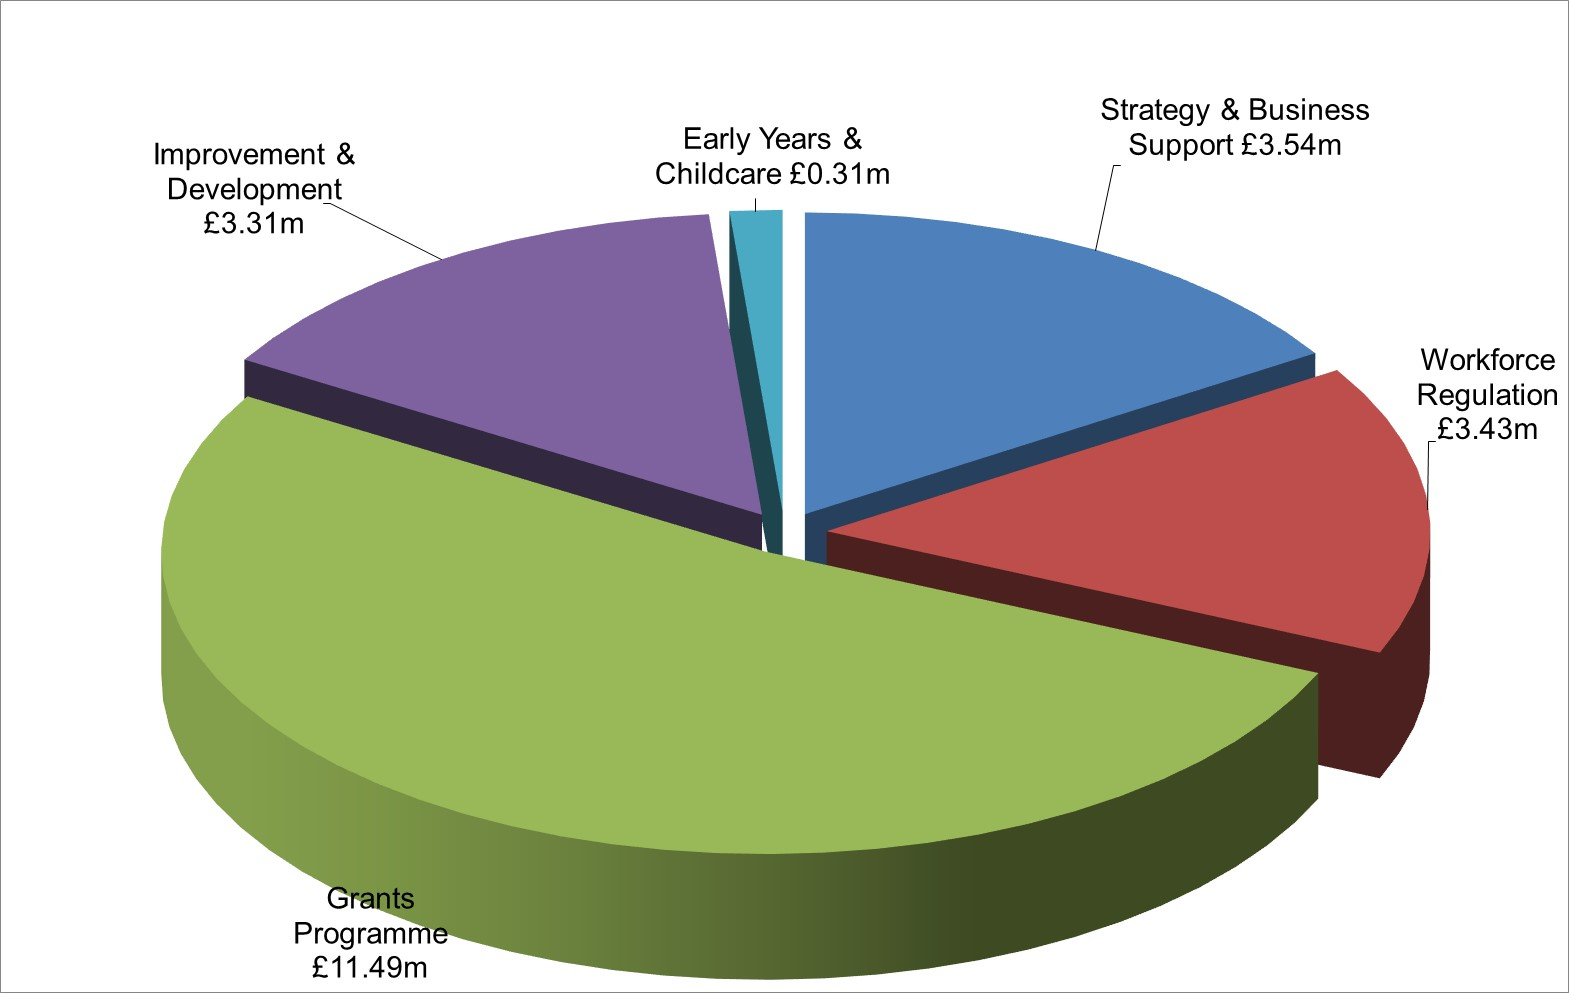 Strategy & Business
Support £3.54m
Early Years &
Childcare £0.31m
Improvement &
Development
£3.31m
Workforce
Regulation
£3.43m
Grants
Programme
£11.49m